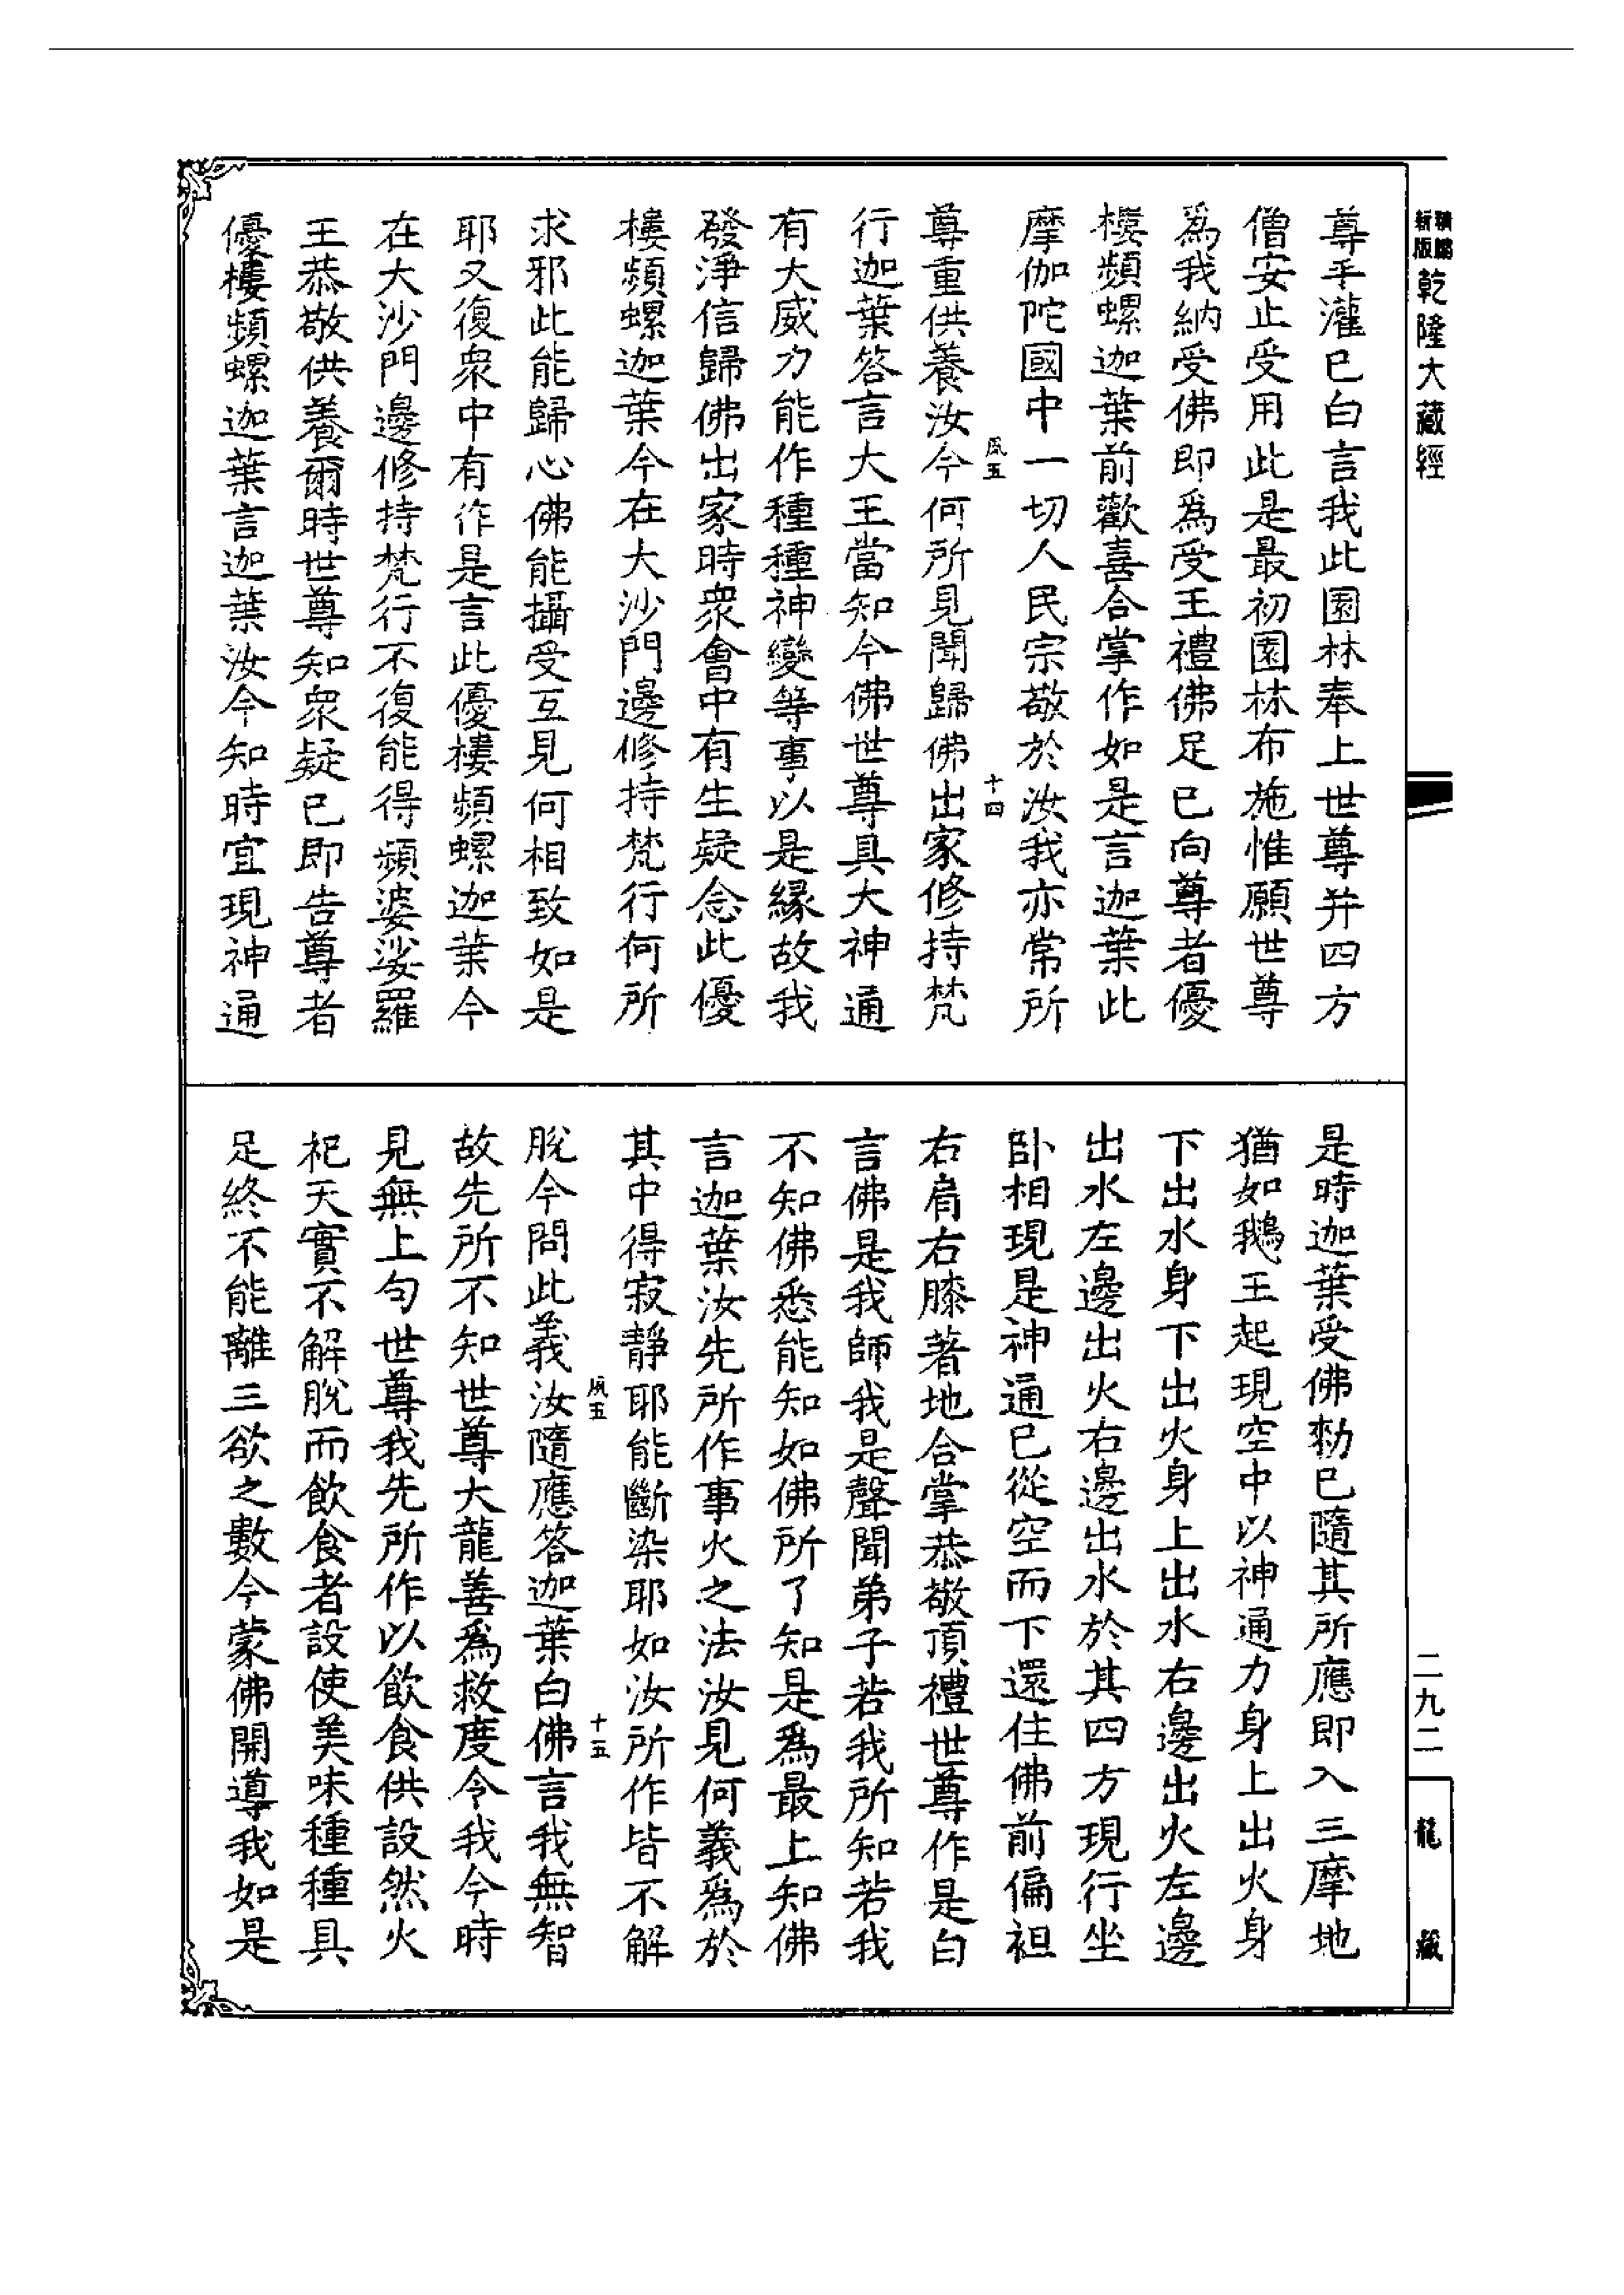 新版 精縮 乾隆大藏經
二九二
龍藏
尊手灌已白言我此園林奉上世尊并四方
僧安止受用此是最初園林布施惟願世尊
爲我納受佛即爲受王禮佛足已向尊者優
樓頻螺迦葉前歡喜合掌作如是言迦葉此
摩伽陀國中一切人民宗敬於汝我亦常所
夙五 十四
尊重供養汝今何所見聞歸佛出家修持梵
行迦葉答言大王當知今佛世尊具大神通
有大威力能作種種神變等事以是緣故我
發淨信歸佛出家時衆會中有生疑念此優
樓頻螺迦葉今在大沙門邊修持梵行何所
求邪此能歸心佛能攝受互見何相致如是
耶又復衆中有作是言此優樓頻螺迦葉今
在大沙門邊修持梵行不復能得頻婆娑羅
王恭敬供養爾時世尊知衆疑已即告尊者
優樓頻螺迦葉言迦葉汝今知時宜現神通
是時迦葉受佛勑已隨其所應即入三摩地
猶如鵝王起現空中以神通力身上出火身
下出水身下出火身上出水右邊出火左邊
出水左邊出火右邊出水於其四方現行坐
卧相現是神通已從空而下還住佛前偏袒
右肩右膝著地合掌恭敬頂禮世尊作是白
言佛是我師我是聲聞弟子若我所知若我
不知佛悉能知如佛所了知是爲最上知佛
言迦葉汝先所作事火之法汝見何義爲於
其中得寂靜耶能斷染耶如汝所作皆不解
夙五 十五
脫今問此義汝隨應答迦葉白佛言我無智
故先所不知世尊大龍善爲救度令我今時
見無上句世尊我先所作以飲食供設然火
祀天實不解脫而飲食者設使美味種種具
足終不能離三欲之數今蒙佛開導我如是